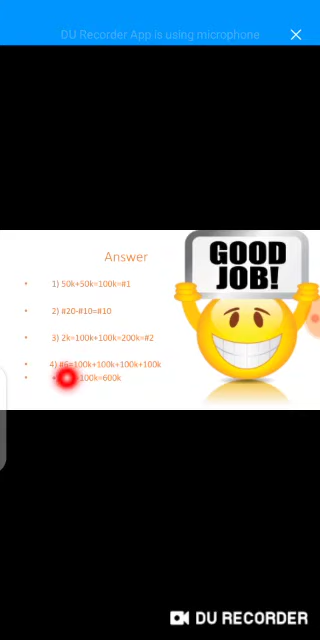 DU Recorder App is using microphone
Answer
GOOD
JOB!
• 1) 50k+50k=100k=#1
• 2) #20-#10=#10
• 3) 2k=100k+100k=200k=#2
• 4) #6=100k+100k+100k+100k
• 100k=600k
DU RECORDER